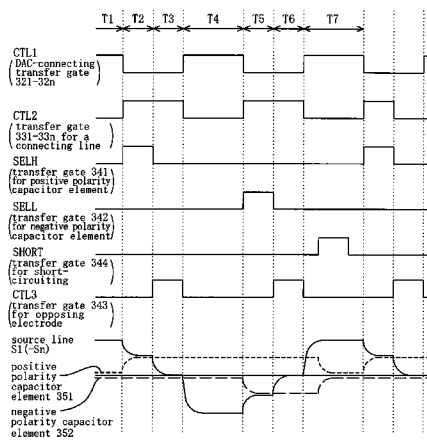 T1 T2 T3 T4 T5 T6 T7
CTL1
(DAC-connecting
transfer gate
321-32n)
CTL2
(transfer gate
331-33n for a
connecting line)
SELH
(transfer gate 341
for positive polarity
capacitor element)
SELL
(transfer gate 342
for negative polarity
capacitor element)
SHORT
(transfer gate 344
for short-
circuiting)
CTL3
(transfer gate 343
for opposing
electrode)
source line
S1(-Sn)
positive
polarity
capacitor
element 351
negative
polarity capacitor
element 352